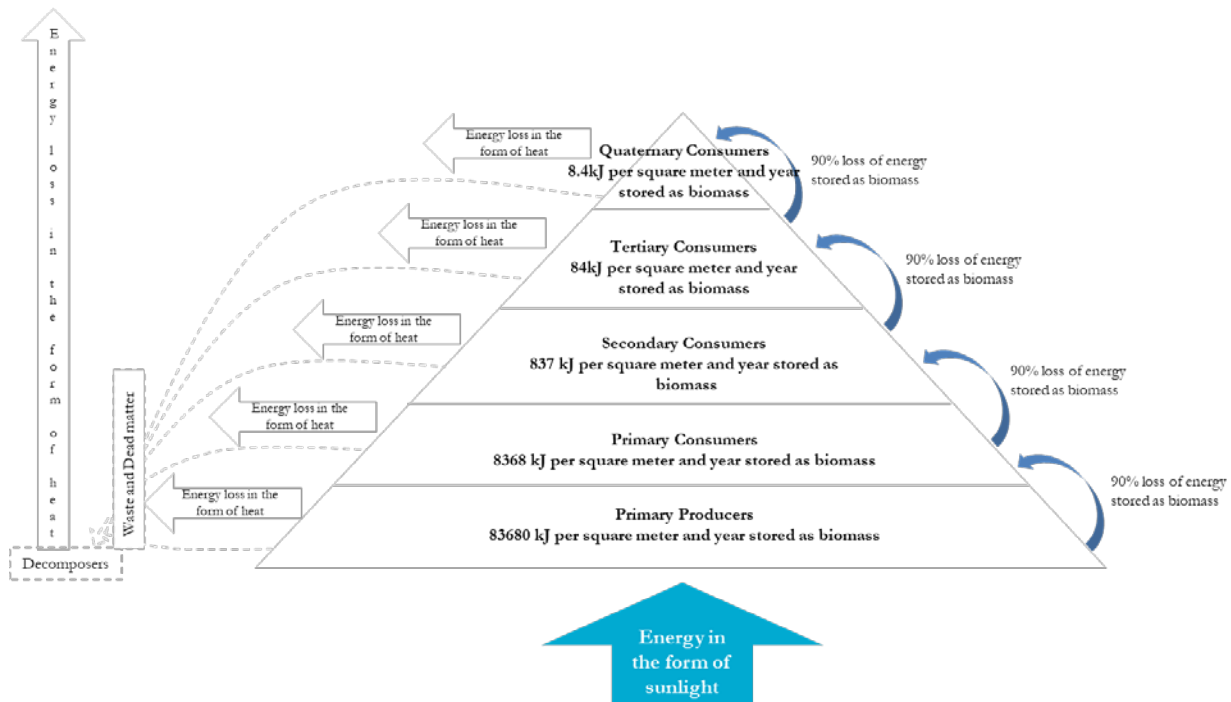 Energy loss in the form of heat
Energy loss in the
form of heat
Quaternary Consumers
8.4kJ per square meter and year
stored as biomass
90% loss of energy
stored as biomass
Energy loss in the
form of heat
Tertiary Consumers
84kJ per square meter and year
stored as biomass
90% loss of energy
stored as biomass
Energy loss in the
form of heat
Secondary Consumers
837 kJ per square meter and year stored as
biomass
90% loss of energy
stored as biomass
Energy loss in the
form of heat
Primary Consumers
8368 kJ per square meter and year stored as biomass
90% loss of energy
stored as biomass
Energy loss in the
form of heat
Primary Producers
83680 kJ per square meter and year stored as biomass
Waste and Dead matter
Decomposers
Energy in
the form of
sunlight